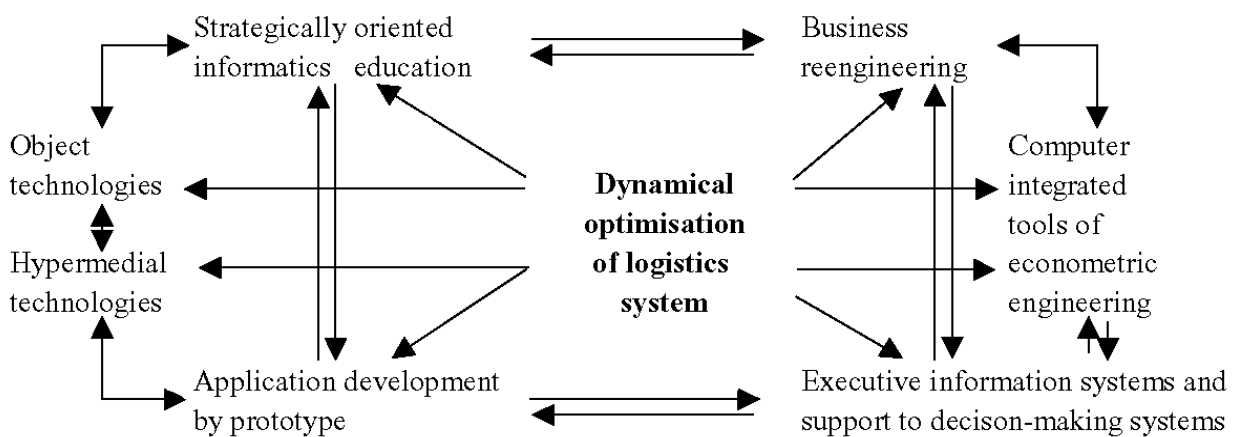 Strategically oriented
informatics education
Business
reengineering
Object
technologies
Computer
integrated
tools of
econometric
engineering
Dynamical
optimisation
of logistics
system
Hypermedial
technologies
Application development
by prototype
Executive information systems and
support to decison-making systems